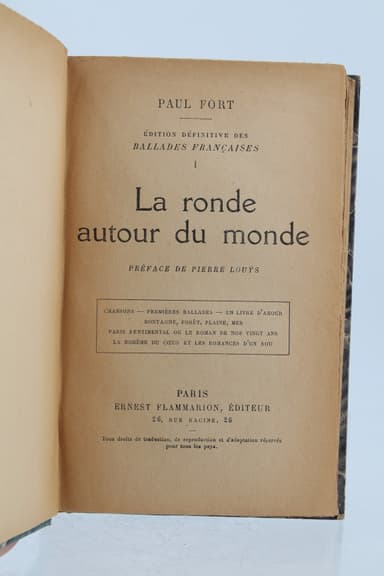 PAUL FORT
ÉDITION DÉFINITIVE DES
BALLADES FRANÇAISES
I
La ronde
autour du monde
PRÉFACE DE PIERRE LOUŸS
CHANSONS — PREMIÈRES BALLADES — UN LIVRE D'AMOUR
MONTAGNE, FORÊT, PLAINE, MER
PARIS SENTIMENTAL OU LE ROMAN DE NOS VINGT ANS
LA BOHÈME DU CŒUR ET LES ROMANCES D'UN SOU
PARIS
ERNEST FLAMMARION, ÉDITEUR
26, RUE RACINE, 26
Tous droits de traduction, de reproduction et d'adaptation réservés
pour tous les pays.